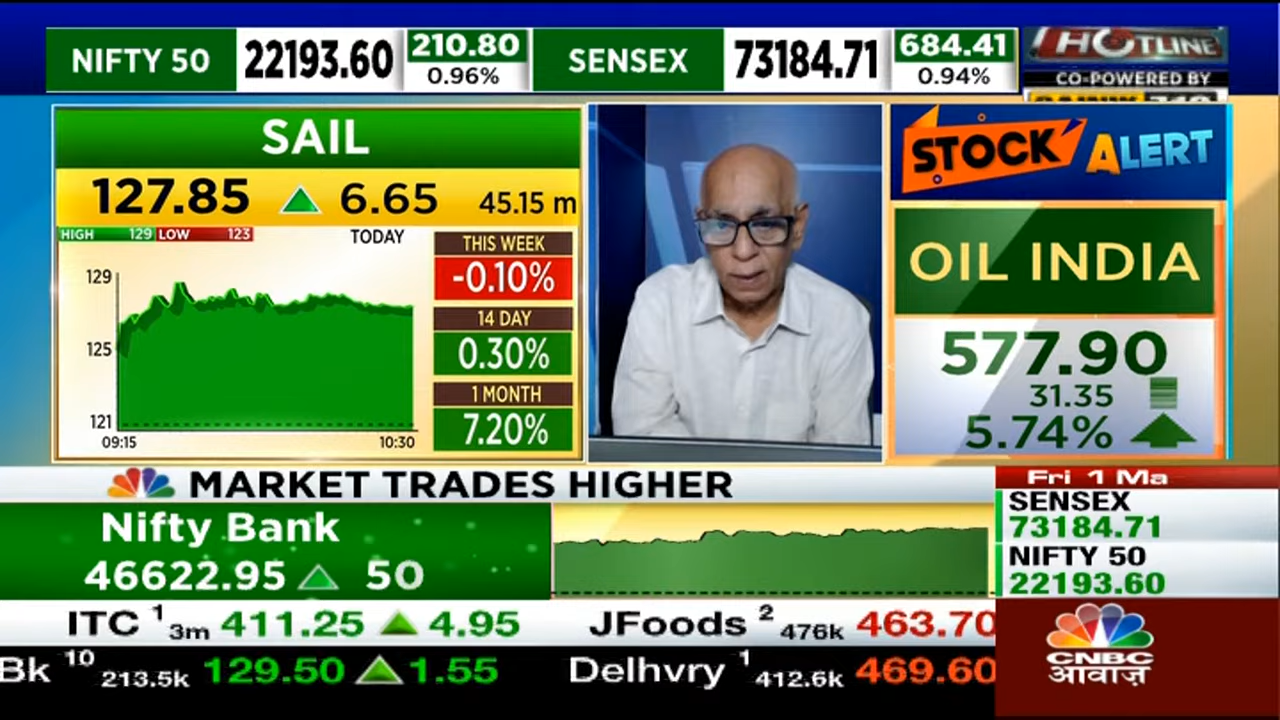 NIFTY 50 22193.60 210.80 0.96% SENSEX 73184.71 684.41 0.94%
HOTLINE
CO-POWERED BY
SAIL
127.85 6.65 45.15 m
HIGH 129 LOW 123 TODAY
129
125
121
09:15 10:30
THIS WEEK
-0.10%
14 DAY
0.30%
1 MONTH
7.20%
STOCK ALERT
OIL INDIA
577.90
31.35
5.74%
MARKET TRADES HIGHER
Nifty Bank
46622.95 50
Fri 1 Ma
SENSEX
73184.71
NIFTY 50
22193.60
ITC 1 3m 411.25 4.95 JFoods 2 476k 463.70
Bk 10 213.5k 129.50 1.55 Delhvry 1 412.6k 469.60
CNBC
आवाज़